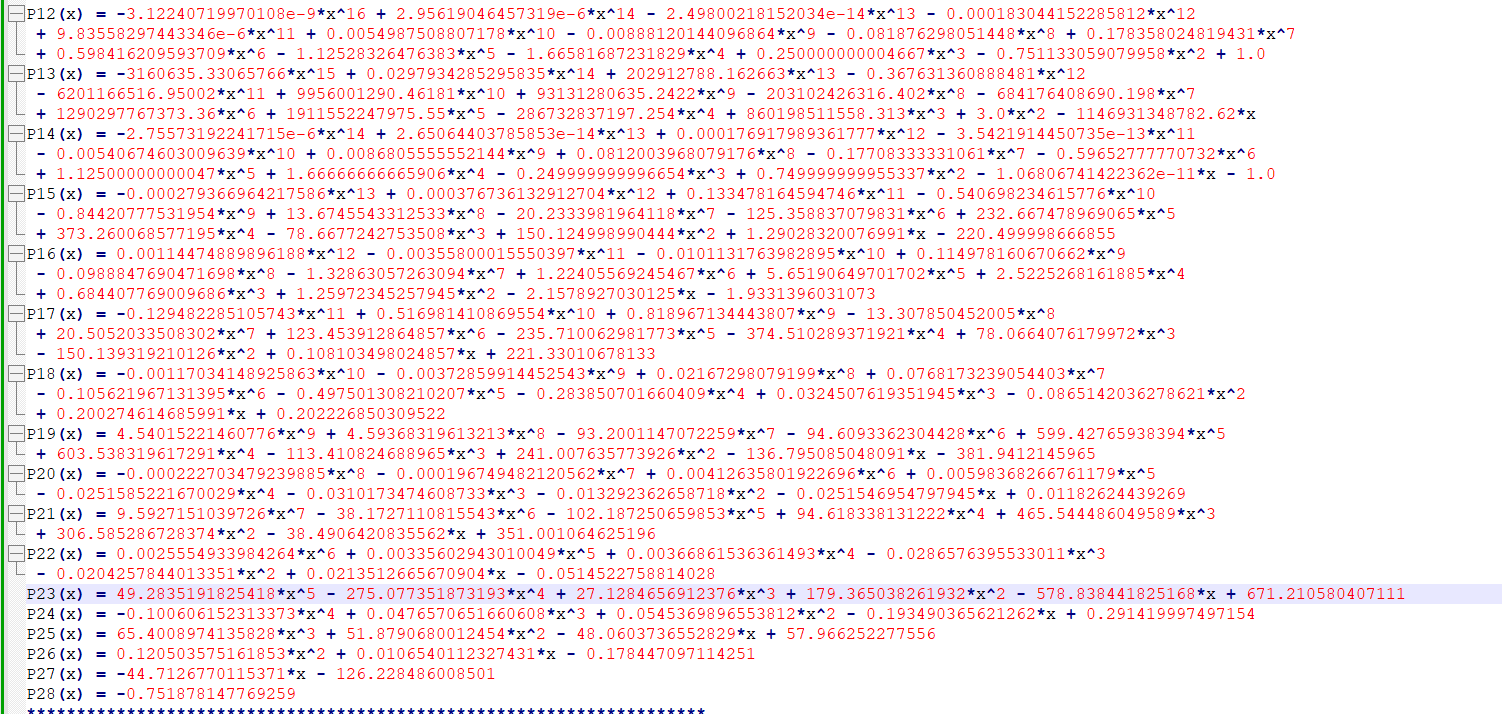 P12(x) = -3.12240719970108e-9*x^16 + 2.95619046457319e-6*x^14 - 2.49800218152034e-14*x^13 - 0.000183044152285812*x^12
+ 9.83558297443346e-6*x^11 + 0.0054987508807178*x^10 - 0.00888120144096864*x^9 - 0.081876298051448*x^8 + 0.178358024819431*x^7
+ 0.598416209593709*x^6 - 1.12528326476383*x^5 - 1.66581687231829*x^4 + 0.250000000004667*x^3 - 0.751133059079958*x^2 + 1.0
P13(x) = -3160635.33065766*x^15 + 0.0297934285295835*x^14 + 202912788.162663*x^13 - 0.367631360888481*x^12
- 6201166516.95002*x^11 + 9956001290.46181*x^10 + 93131280635.2422*x^9 - 203102426316.402*x^8 - 684176408690.198*x^7
+ 1290297767373.36*x^6 + 1911552247975.55*x^5 - 286732837197.254*x^4 + 860198511558.313*x^3 + 3.0*x^2 - 1146931348782.62*x
P14(x) = -2.75573192241715e-6*x^14 + 2.65064403785853e-14*x^13 + 0.000176917989361777*x^12 - 3.5421914450735e-13*x^11
- 0.00540674603009639*x^10 + 0.0086805555552144*x^9 + 0.0812003968079176*x^8 - 0.17708333331061*x^7 - 0.59652777770732*x^6
+ 1.12500000000047*x^5 + 1.66666666665906*x^4 - 0.249999999996654*x^3 + 0.749999999955337*x^2 - 1.06806741422362e-11*x - 1.0
P15(x) = -0.000279366964217586*x^13 + 0.000376736132912704*x^12 + 0.133478164594746*x^11 - 0.540698234615776*x^10
- 0.84420777531954*x^9 + 13.6745543312533*x^8 - 20.2333981964118*x^7 - 125.358837079831*x^6 + 232.667478969065*x^5
+ 373.260068577195*x^4 - 78.6677242753508*x^3 + 150.124998990444*x^2 + 1.29028320076991*x - 220.499998666855
P16(x) = 0.00114474889896188*x^12 - 0.00355800015550397*x^11 - 0.0101131763982895*x^10 + 0.114978160670662*x^9
- 0.0988847690471698*x^8 - 1.32863057263094*x^7 + 1.22405569245467*x^6 + 5.65190649701702*x^5 + 2.5225268161885*x^4
+ 0.684407769009686*x^3 + 1.25972345257945*x^2 - 2.1578927030125*x - 1.9331396031073
P17(x) = -0.129482285105743*x^11 + 0.516981410869554*x^10 + 0.818967134443807*x^9 - 13.307850452005*x^8
+ 20.5052033508302*x^7 + 123.453912864857*x^6 - 235.710062981773*x^5 - 374.510289371921*x^4 + 78.0664076179972*x^3
- 150.139319210126*x^2 + 0.108103498024857*x + 221.33010678133
P18(x) = -0.00117034148925863*x^10 - 0.00372859914452543*x^9 + 0.02167298079199*x^8 + 0.0768173239054403*x^7
- 0.105621967131395*x^6 - 0.497501308210207*x^5 - 0.283850701660409*x^4 + 0.0324507619351945*x^3 - 0.0865142036278621*x^2
+ 0.200274614685991*x + 0.202226850309522
P19(x) = 4.54015221460776*x^9 + 4.59368319613213*x^8 - 93.2001147072259*x^7 - 94.6093362304428*x^6 + 599.42765938394*x^5
+ 603.538319617291*x^4 - 113.410824688965*x^3 + 241.007635773926*x^2 - 136.795085048091*x - 381.9412145965
P20(x) = -0.000222703479239885*x^8 - 0.000196749482120562*x^7 + 0.00412635801922696*x^6 + 0.00598368266761179*x^5
- 0.0251585221670029*x^4 - 0.0310173474608733*x^3 - 0.013292362658718*x^2 - 0.0251546954797945*x + 0.01182624439269
P21(x) = 9.5927151039726*x^7 - 38.1727110815543*x^6 - 102.187250659853*x^5 + 94.618338131222*x^4 + 465.544486049589*x^3
+ 306.585286728374*x^2 - 38.4906420835562*x + 351.001064625196
P22(x) = 0.0025554933984264*x^6 + 0.00335602943010049*x^5 + 0.00366861536361493*x^4 - 0.0286576395533011*x^3
- 0.0204257844013351*x^2 + 0.0213512665670904*x - 0.0514522758814028
P23(x) = 49.2835191825418*x^5 - 275.077351873193*x^4 + 27.1284656912376*x^3 + 179.365038261932*x^2 - 578.838441825168*x + 671.210580407111
P24(x) = -0.100606152313373*x^4 + 0.0476570651660608*x^3 + 0.0545369896553812*x^2 - 0.193490365621262*x + 0.291419997497154
P25(x) = 65.4008974135828*x^3 + 51.8790680012454*x^2 - 48.0603736552829*x + 57.966252277556
P26(x) = 0.120503575161853*x^2 + 0.0106540112327431*x - 0.178447097114251
P27(x) = -44.7126770115371*x - 126.228486008501
P28(x) = -0.751878147769259
********************************************************************